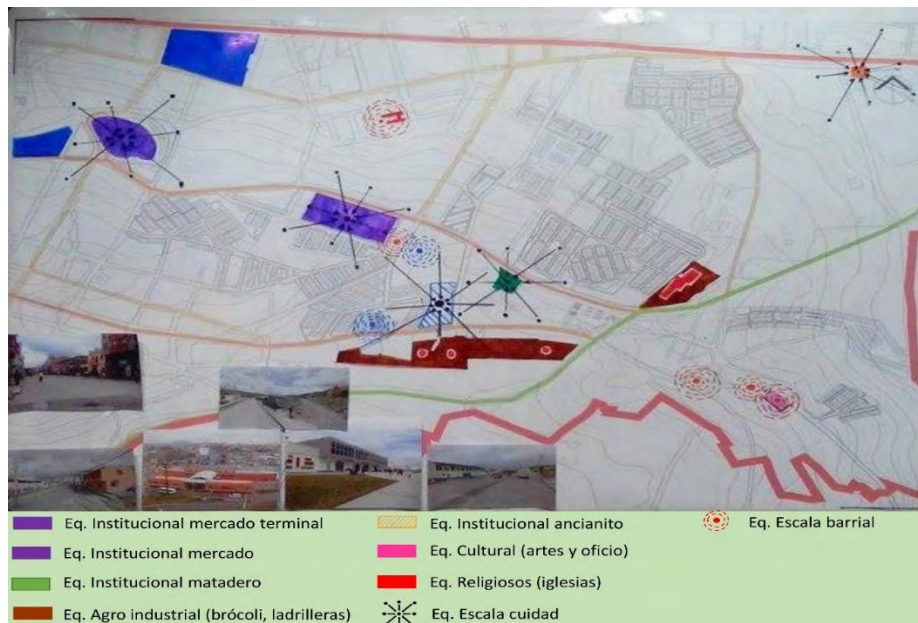 Eq. Institucional mercado terminal
Eq. Institucional ancianito
Eq. Escala barrial
Eq. Institucional mercado
Eq. Cultural (artes y oficio)
Eq. Institucional matadero
Eq. Religiosos (iglesias)
Eq. Agro industrial (brócoli, ladrilleras)
Eq. Escala cuidad